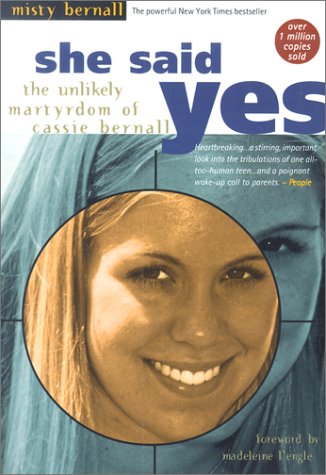 misty bernall The powerful New York Times bestseller
over
1 million
copies
sold
she said
yes
the unlikely
martyrdom of
cassie bernall
Heartbreaking...a stirring, important
look into the tribulations of one all-
too-human teen...and a poignant
wake-up call to parents. – People
foreword by
madeleine l'engle